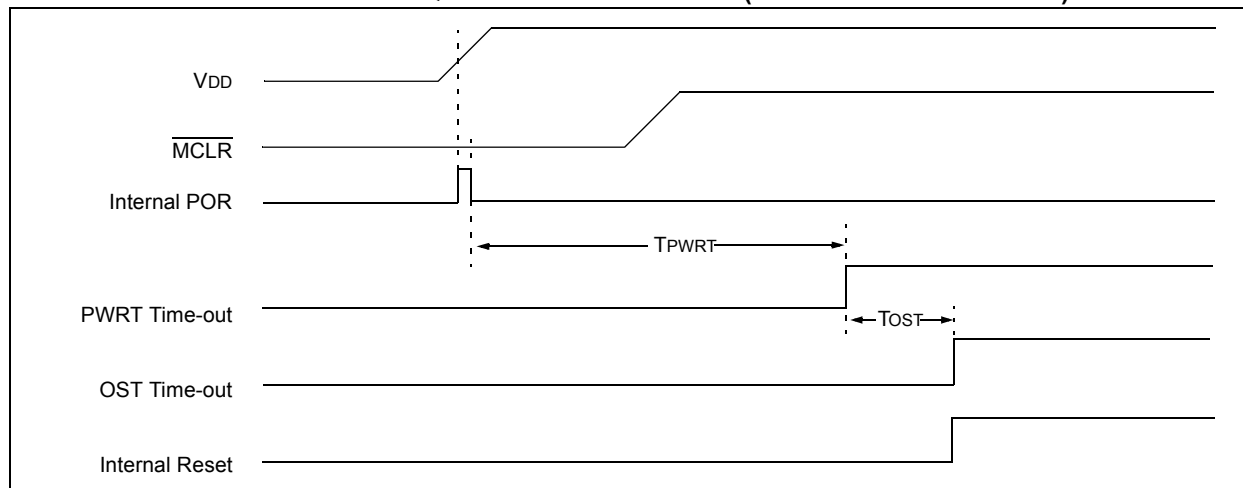 VDD
MCLR
Internal POR
TPWRT
PWRT Time-out
TOST
OST Time-out
Internal Reset